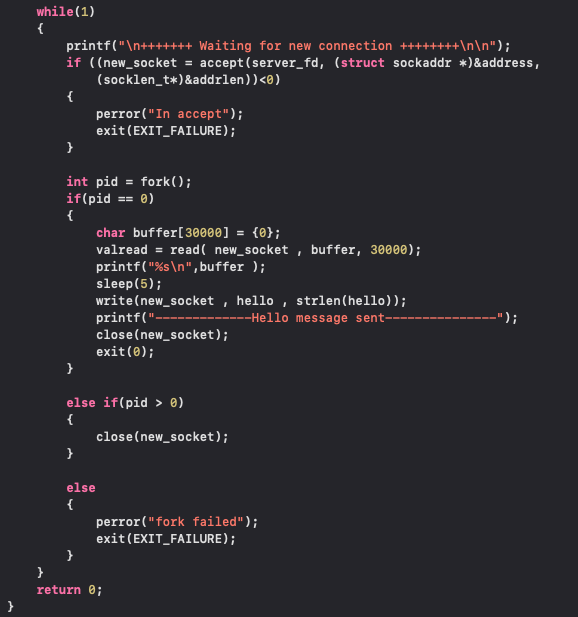 while(1)
{
printf("\n+++++++ Waiting for new connection ++++++++\n\n");
if ((new_socket = accept(server_fd, (struct sockaddr *)&address,
(socklen_t*)&addrlen))<0)
{
perror("In accept");
exit(EXIT_FAILURE);
}
int pid = fork();
if(pid == 0)
{
char buffer[30000] = {0};
valread = read( new_socket , buffer, 30000);
printf("%s\n",buffer );
sleep(5);
write(new_socket , hello , strlen(hello));
printf("-------------Hello message sent---------------");
close(new_socket);
exit(0);
}
else if(pid > 0)
{
close(new_socket);
}
else
{
perror("fork failed");
exit(EXIT_FAILURE);
}
}
return 0;
}